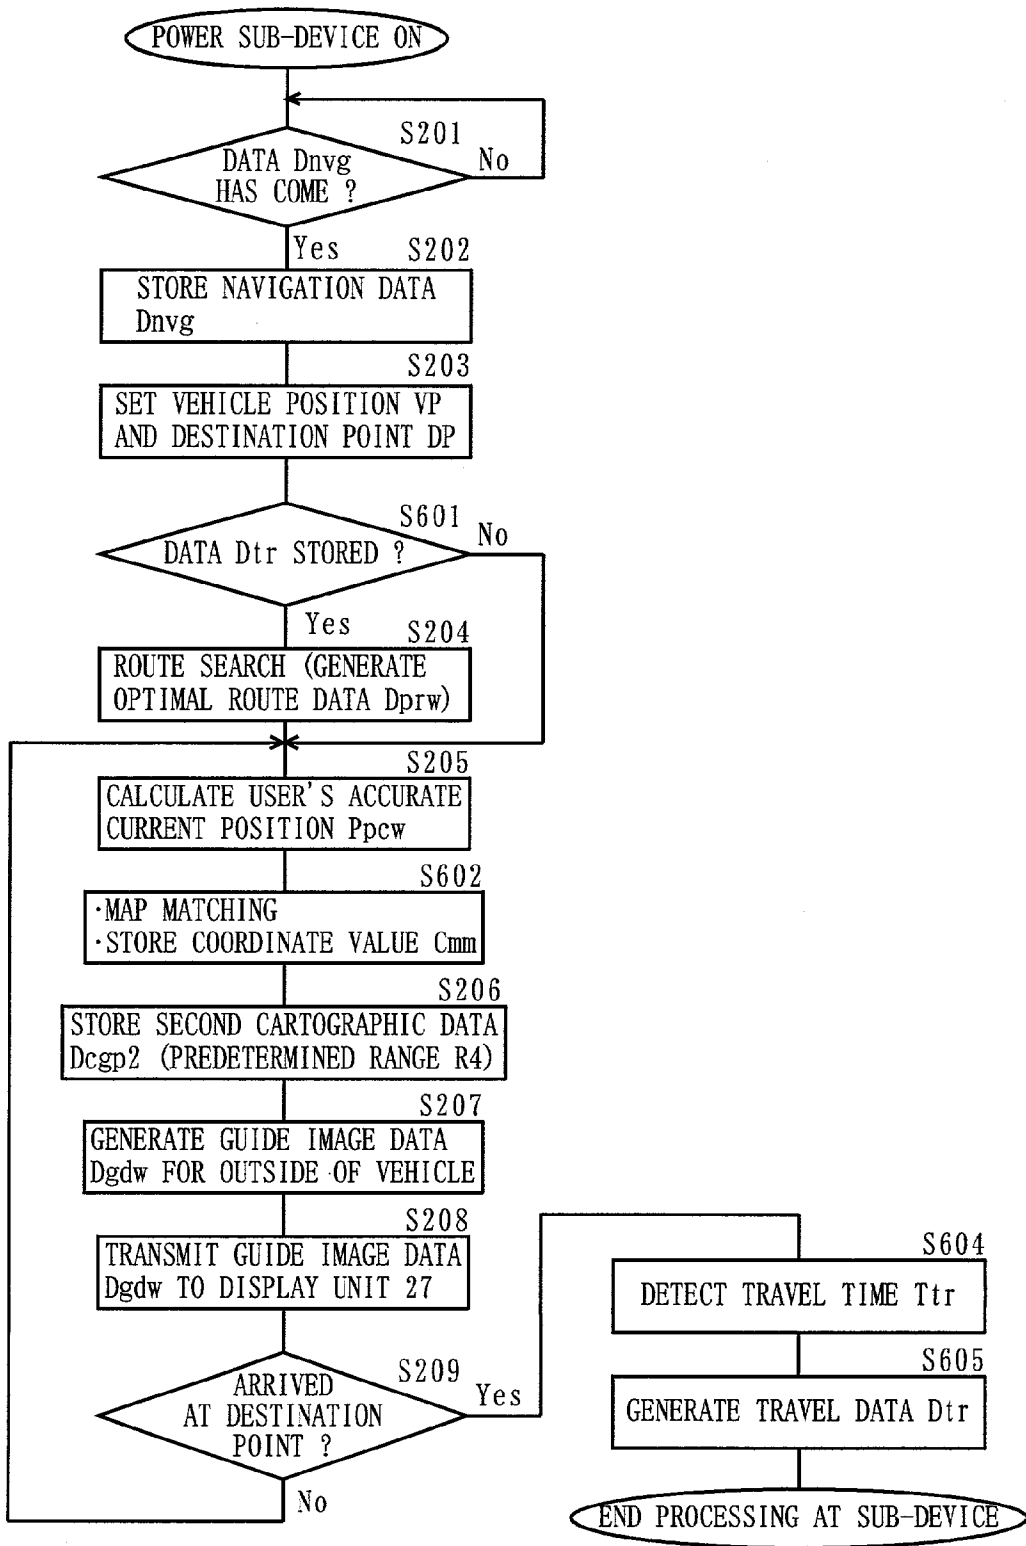 POWER SUB-DEVICE ON
S201
DATA Dnvg
HAS COME ?
No
Yes
S202
STORE NAVIGATION DATA
Dnvg
S203
SET VEHICLE POSITION VP
AND DESTINATION POINT DP
S601
DATA Dtr STORED ?
No
Yes
S204
ROUTE SEARCH (GENERATE
OPTIMAL ROUTE DATA Dprw)
S205
CALCULATE USER'S ACCURATE
CURRENT POSITION Ppcw
S602
·MAP MATCHING
·STORE COORDINATE VALUE Cmm
S206
STORE SECOND CARTOGRAPHIC DATA
Dcgp2 (PREDETERMINED RANGE R4)
S207
GENERATE GUIDE IMAGE DATA
Dgdw FOR OUTSIDE OF VEHICLE
S208
TRANSMIT GUIDE IMAGE DATA
Dgdw TO DISPLAY UNIT 27
S209
ARRIVED
AT DESTINATION
POINT ?
Yes
No
S604
DETECT TRAVEL TIME Ttr
S605
GENERATE TRAVEL DATA Dtr
END PROCESSING AT SUB-DEVICE